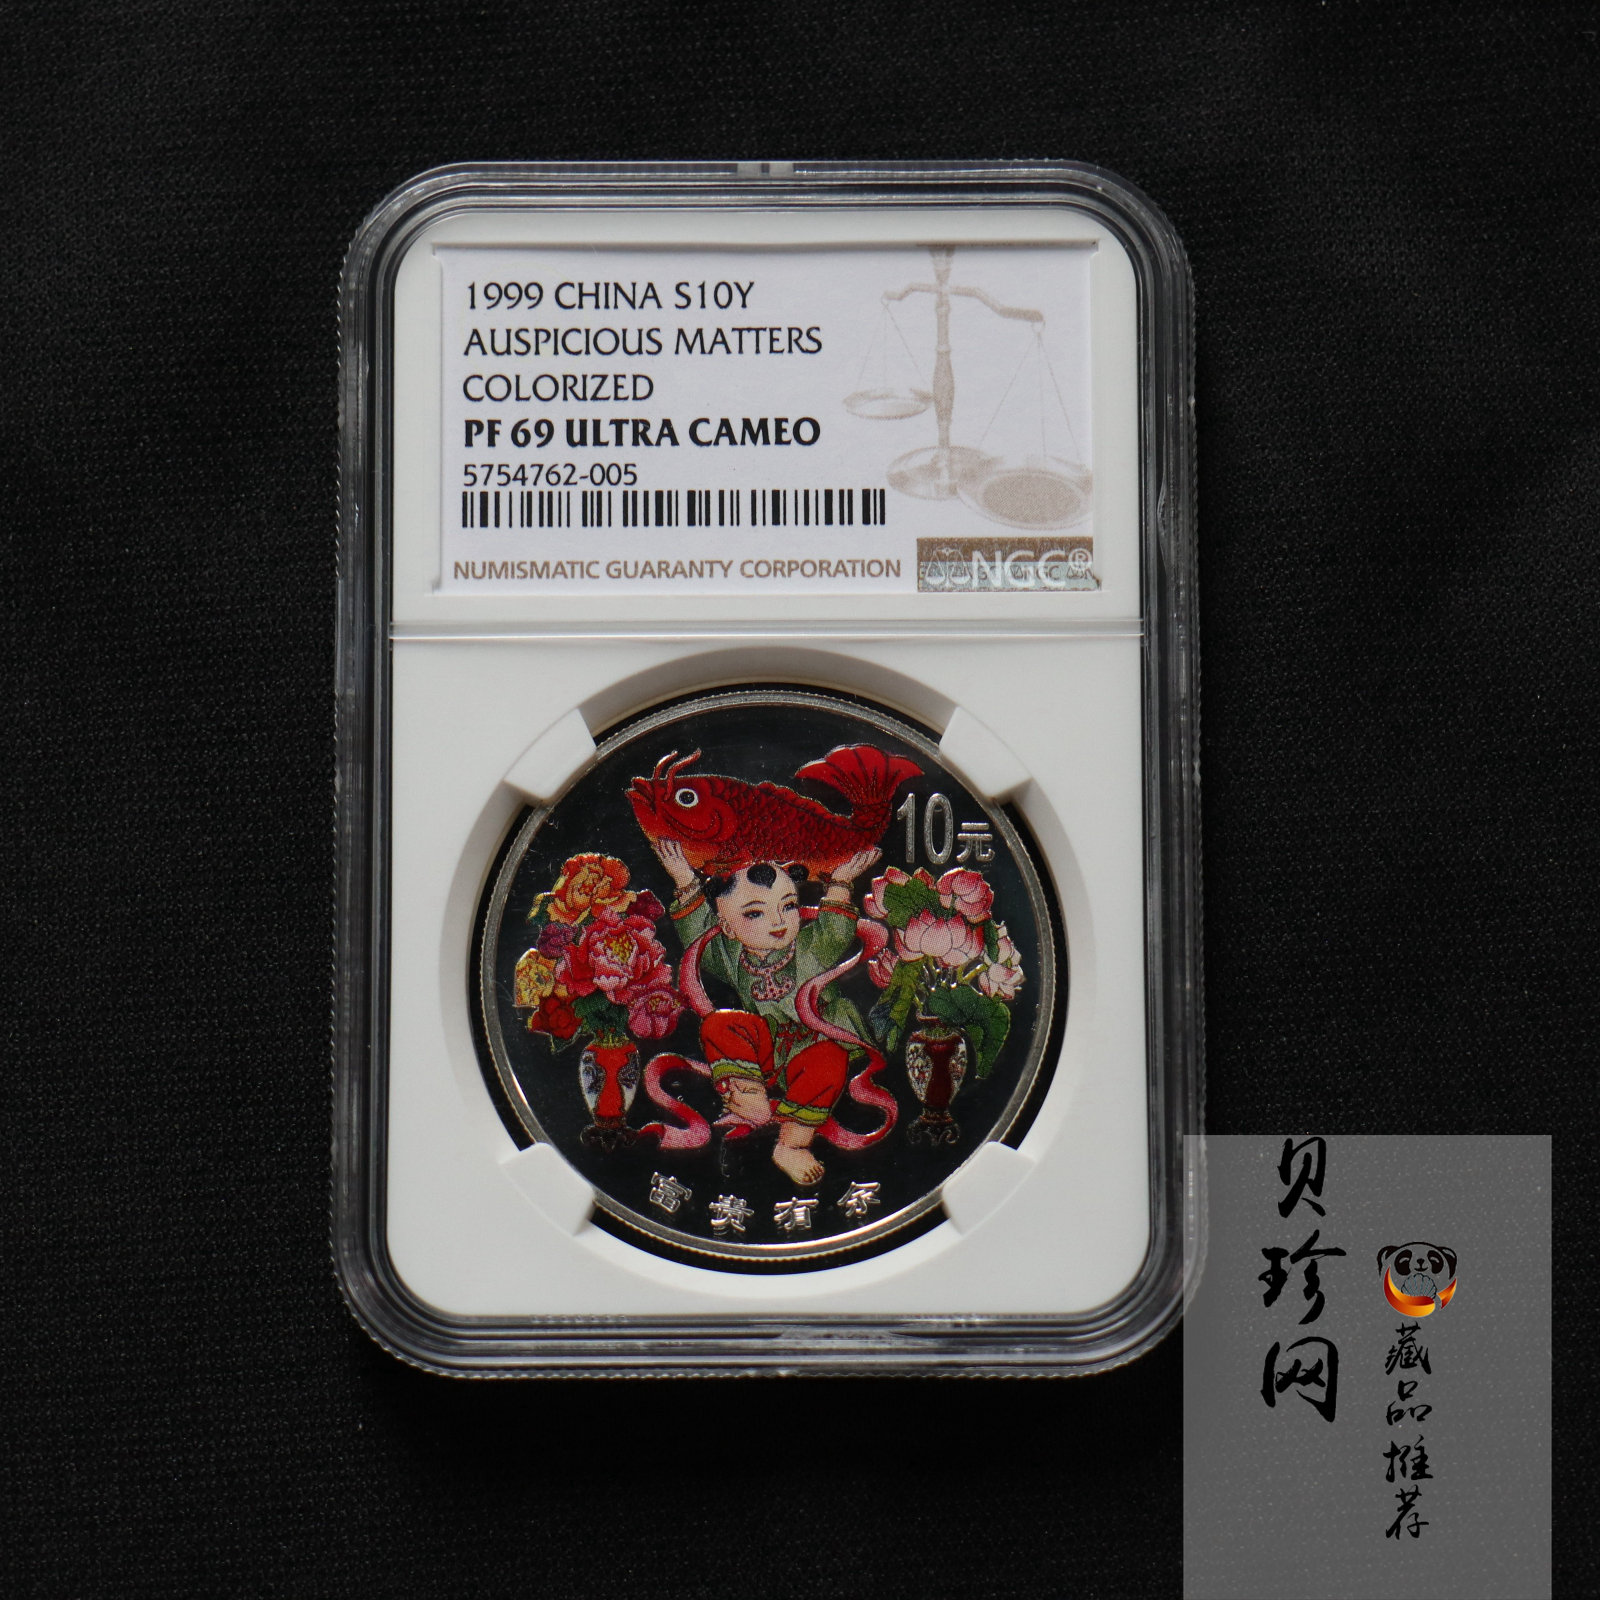 1999 CHINA S10Y
AUSPICIOUS MATTERS
COLORIZED
PF 69 ULTRA CAMEO
5754762-005
NUMISMATIC GUARANTY CORPORATION
NGC®
10元
富贵有余
贝珍网
藏品推荐